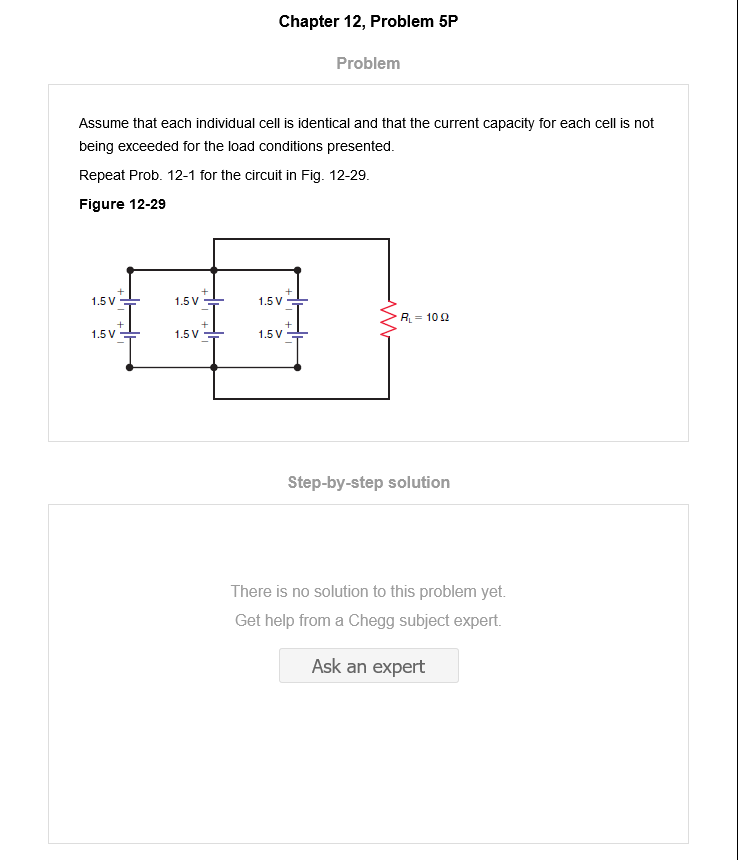 Chapter 12, Problem 5P
Problem
Assume that each individual cell is identical and that the current capacity for each cell is not
being exceeded for the load conditions presented.
Repeat Prob. 12-1 for the circuit in Fig. 12-29.
Figure 12-29
+ + +
1.5 V 1.5 V 1.5 V
− − −
R_L = 10 Ω
+ + +
1.5 V 1.5 V 1.5 V
− − −
Step-by-step solution
There is no solution to this problem yet.
Get help from a Chegg subject expert.
Ask an expert